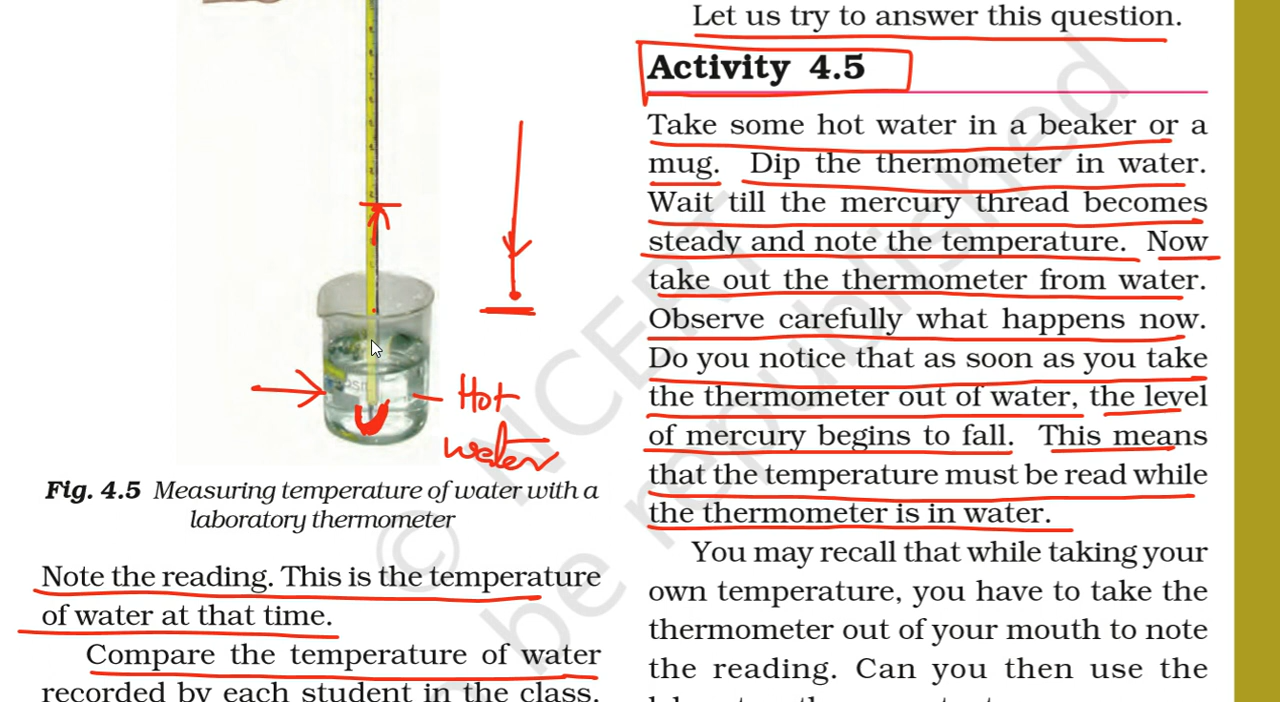 Fig. 4.5 Measuring temperature of water with a
laboratory thermometer
Hot
water
Note the reading. This is the temperature
of water at that time.
Compare the temperature of water
recorded by each student in the class.
Let us try to answer this question.
Activity 4.5
Take some hot water in a beaker or a
mug. Dip the thermometer in water.
Wait till the mercury thread becomes
steady and note the temperature. Now
take out the thermometer from water.
Observe carefully what happens now.
Do you notice that as soon as you take
the thermometer out of water, the level
of mercury begins to fall. This means
that the temperature must be read while
the thermometer is in water.
You may recall that while taking your
own temperature, you have to take the
thermometer out of your mouth to note
the reading. Can you then use the
© NCERT
be republished